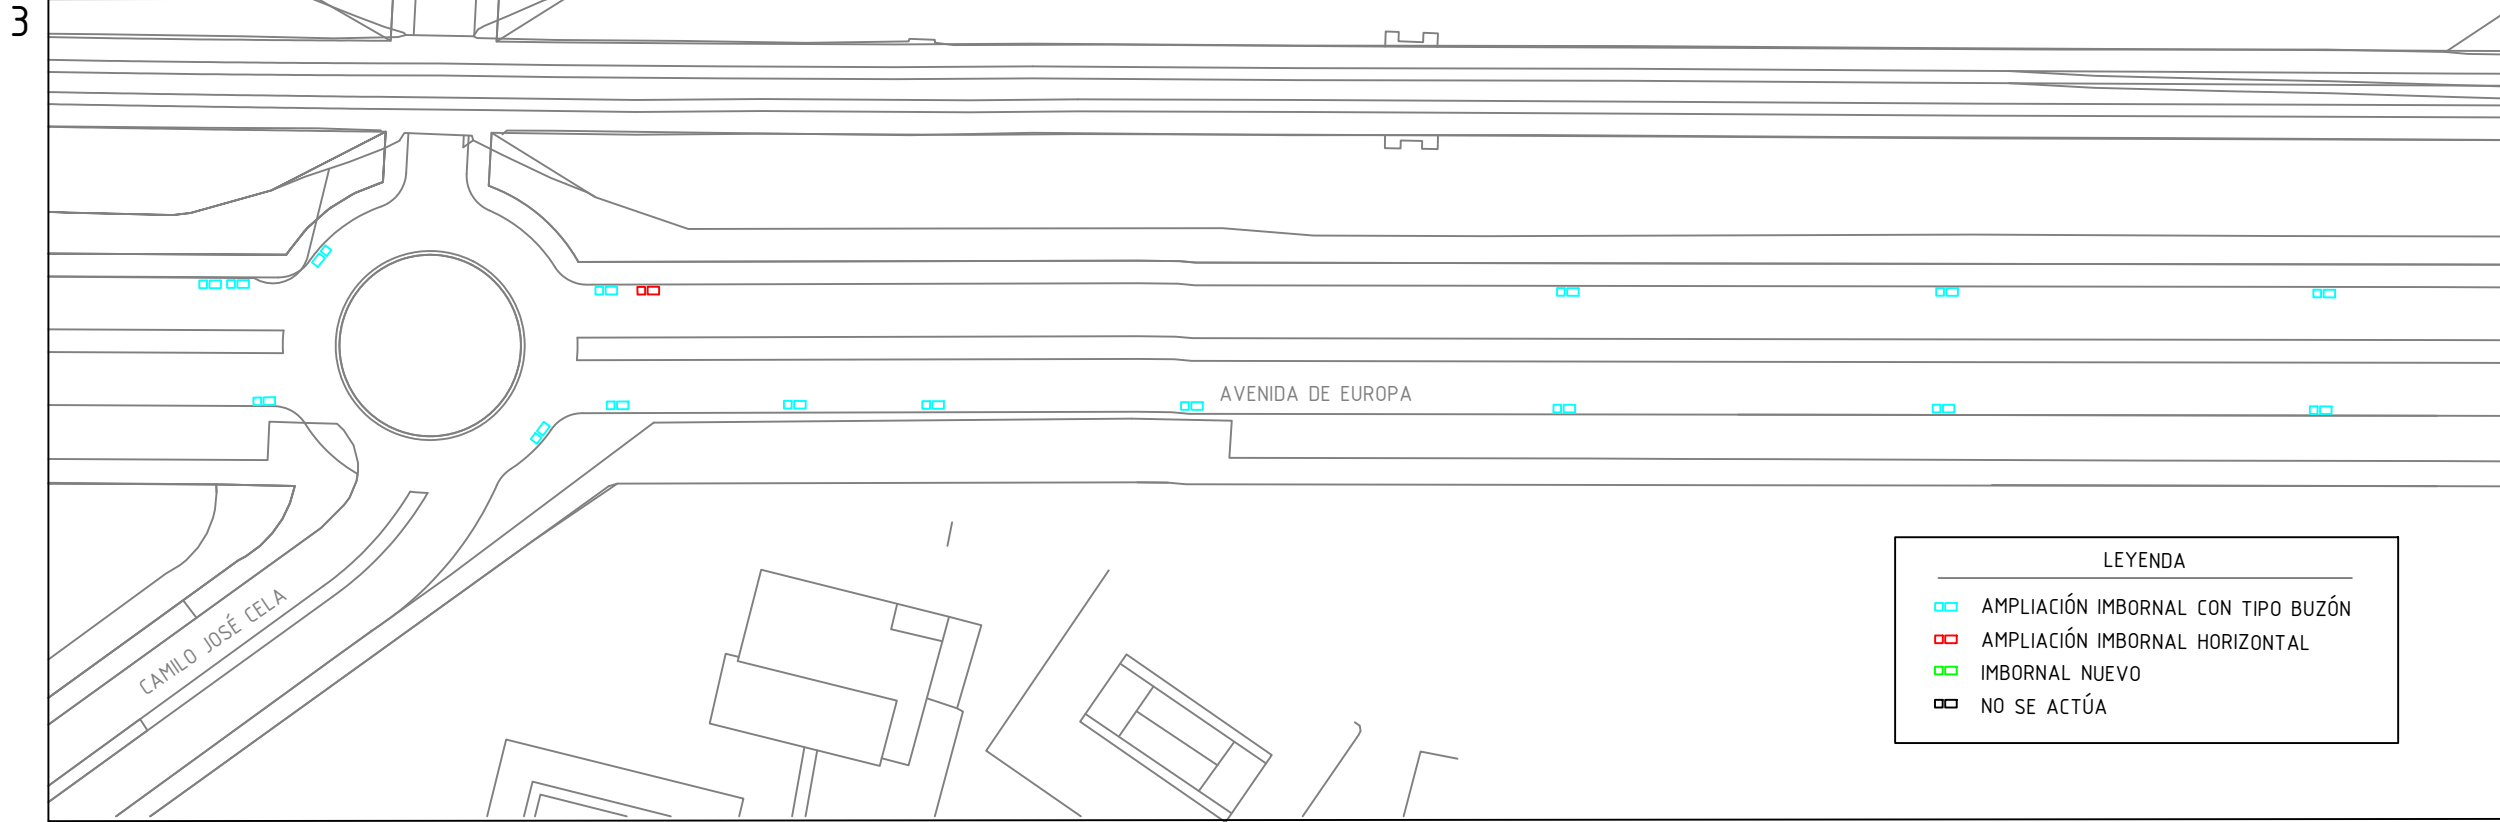 3
AVENIDA DE EUROPA
CAMILO JOSÉ CELA
LEYENDA
AMPLIACIÓN IMBORNAL CON TIPO BUZÓN
AMPLIACIÓN IMBORNAL HORIZONTAL
IMBORNAL NUEVO
NO SE ACTÚA